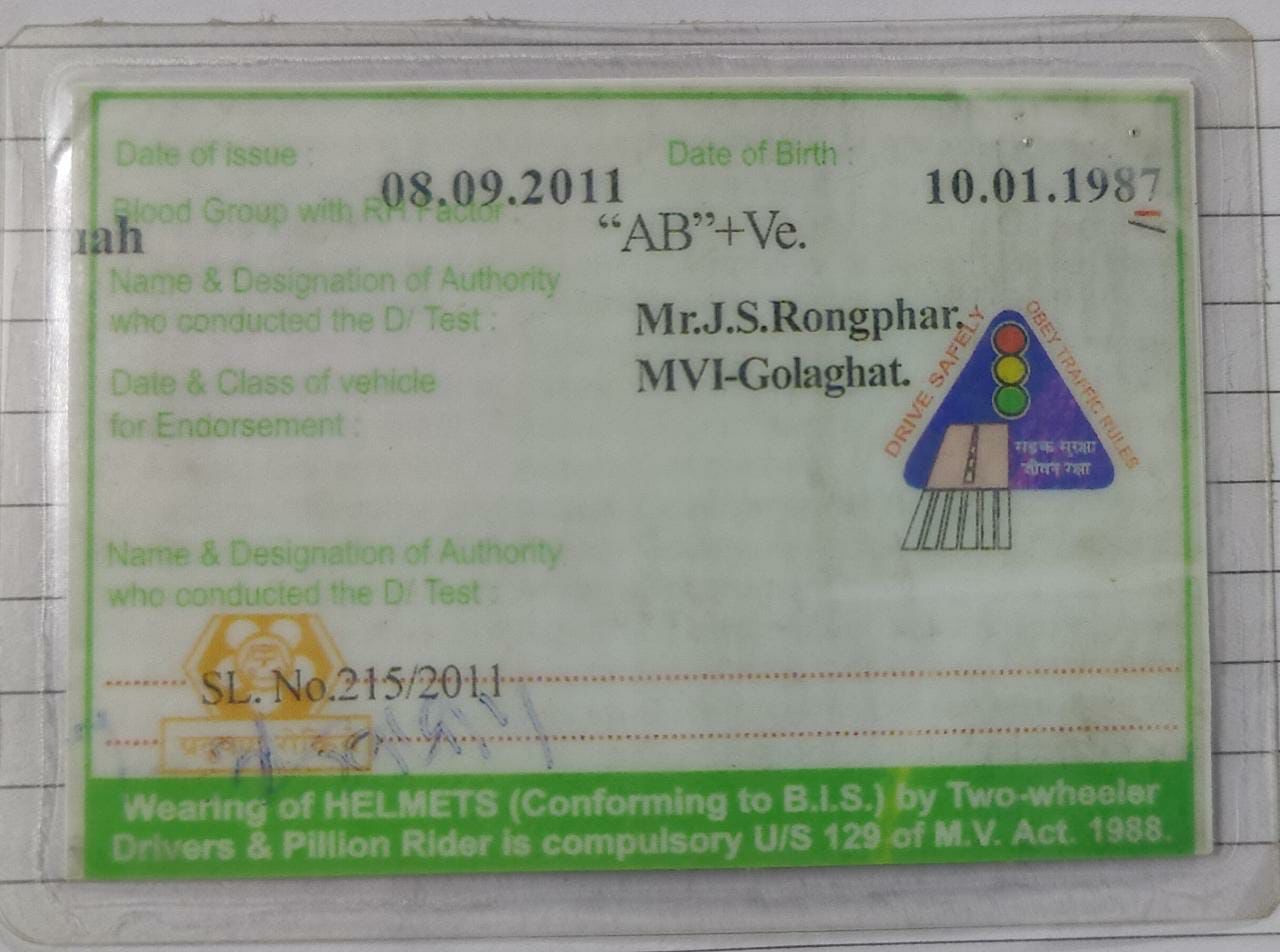 Date of issue : 08.09.2011 Date of Birth : 10.01.1987
Blood Group with RH Factor : “AB”+Ve.
uah
Name & Designation of Authority
who conducted the D/ Test : Mr.J.S.Rongphar.
MVI-Golaghat.
Date & Class of vehicle
for Endorsement :
DRIVE SAFELY
OBEY TRAFFIC RULES
सड़क सुरक्षा
जीवन रक्षा
Name & Designation of Authority
who conducted the D/ Test :
SL. No.215/2011
Wearing of HELMETS (Conforming to B.I.S.) by Two-wheeler
Drivers & Pillion Rider is compulsory U/S 129 of M.V. Act. 1988.